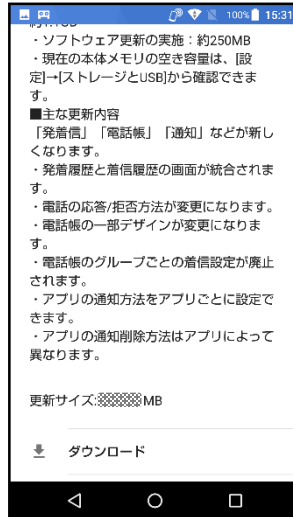 100% 15:31
・ソフトウェア更新の実施：約250MB
・現在の本体メモリの空き容量は、[設
定]→[ストレージとUSB]から確認できま
す。
■主な更新内容
「発着信」「電話帳」「通知」などが新し
くなります。
・発着履歴と着信履歴の画面が統合されま
す。
・電話の応答/拒否方法が変更になります。
・電話帳の一部デザインが変更になりま
す。
・電話帳のグループごとの着信設定が廃止
されます。
・アプリの通知方法をアプリごとに設定で
きます。
・アプリの通知削除方法はアプリによって
異なります。
更新サイズ: MB
ダウンロード